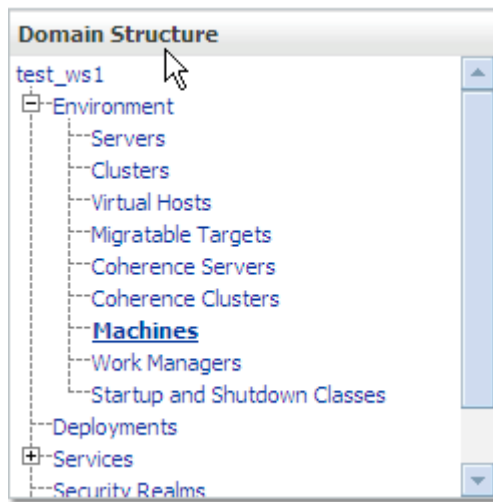 Domain Structure
test_ws1
Environment
Servers
Clusters
Virtual Hosts
Migratable Targets
Coherence Servers
Coherence Clusters
Machines
Work Managers
Startup and Shutdown Classes
Deployments
Services
Security Realms